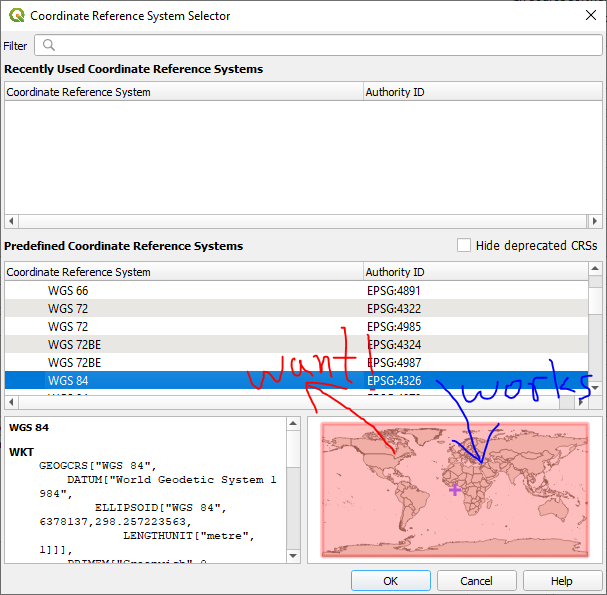 Coordinate Reference System Selector
Filter
Recently Used Coordinate Reference Systems
Coordinate Reference System Authority ID
Predefined Coordinate Reference Systems Hide deprecated CRSs
Coordinate Reference System Authority ID
WGS 66 EPSG:4891
WGS 72 EPSG:4322
WGS 72 EPSG:4985
WGS 72BE EPSG:4324
WGS 72BE EPSG:4987
WGS 84 EPSG:4326
want!
works
WGS 84
WKT
GEOGCRS["WGS 84",
DATUM["World Geodetic System 1
984",
ELLIPSOID["WGS 84",
6378137,298.257223563,
LENGTHUNIT["metre",
1]]],
OK Cancel Help